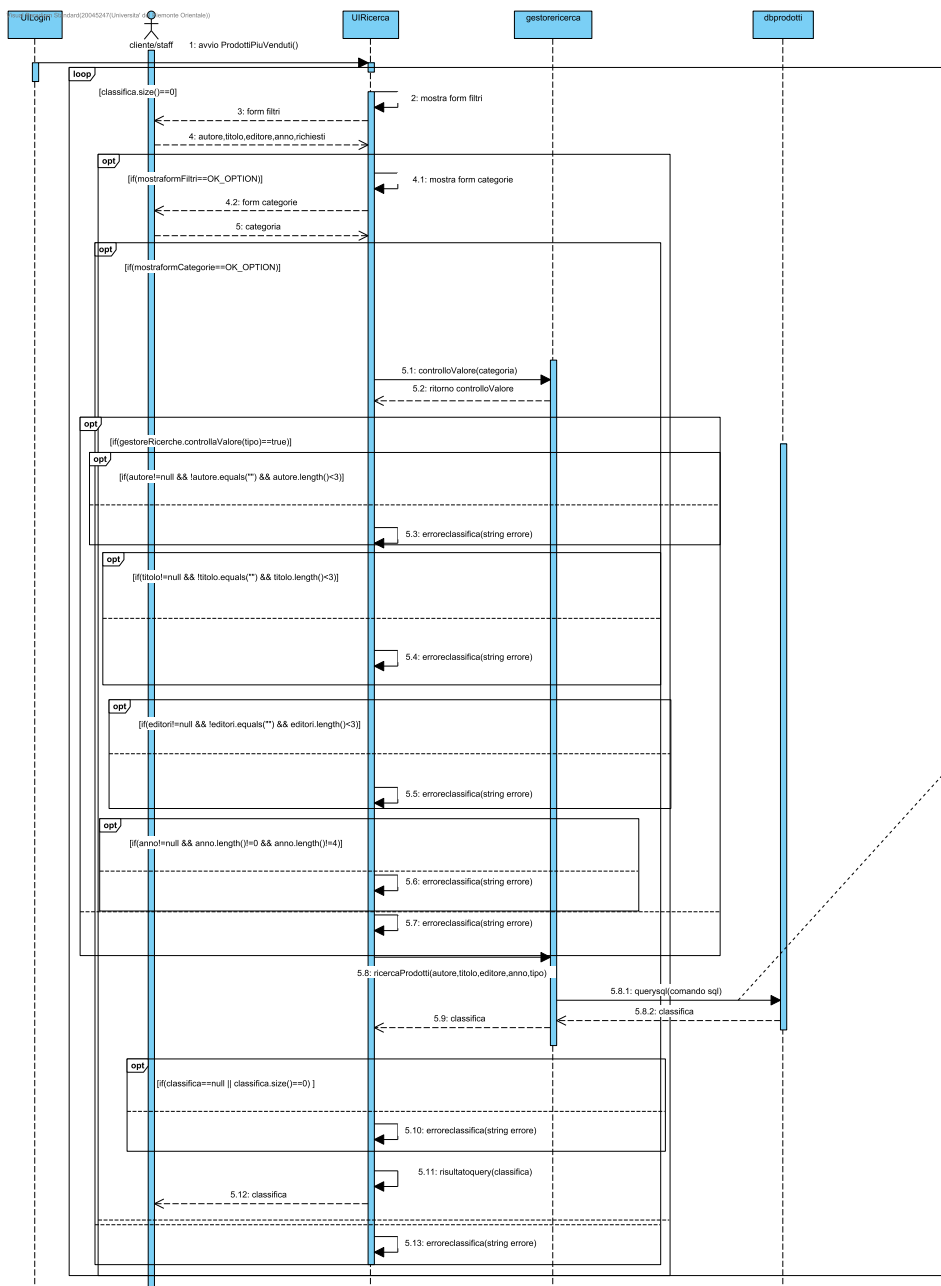 UILogin
Standard(20045247(Universita' del Piemonte Orientale))
UIRicerca
gestorericerca
dbprodotti
cliente/staff
1: avvio ProdottiPiuVenduti()
loop
[classifica.size()==0]
2: mostra form filtri
3: form filtri
4: autore,titolo,editore,anno,richiesti
opt
[if(mostraformFiltri==OK_OPTION)]
4.1: mostra form categorie
4.2: form categorie
5: categoria
opt
[if(mostraformCategorie==OK_OPTION)]
5.1: controlloValore(categoria)
5.2: ritorno controlloValore
opt
[if(gestoreRicerche.controllaValore(tipo)==true)]
opt
[if(autore!=null && !autore.equals("") && autore.length()<3)]
5.3: erroreclassifica(string errore)
opt
[if(titolo!=null && !titolo.equals("") && titolo.length()<3)]
5.4: erroreclassifica(string errore)
opt
[if(editori!=null && !editori.equals("") && editori.length()<3)]
5.5: erroreclassifica(string errore)
opt
[if(anno!=null && anno.length()!=0 && anno.length()!=4)]
5.6: erroreclassifica(string errore)
5.7: erroreclassifica(string errore)
5.8: ricercaProdotti(autore,titolo,editore,anno,tipo)
5.8.1: querysql(comando sql)
5.8.2: classifica
5.9: classifica
opt
[if(classifica==null || classifica.size()==0) ]
5.10: erroreclassifica(string errore)
5.11: risultatoquery(classifica)
5.12: classifica
5.13: erroreclassifica(string errore)